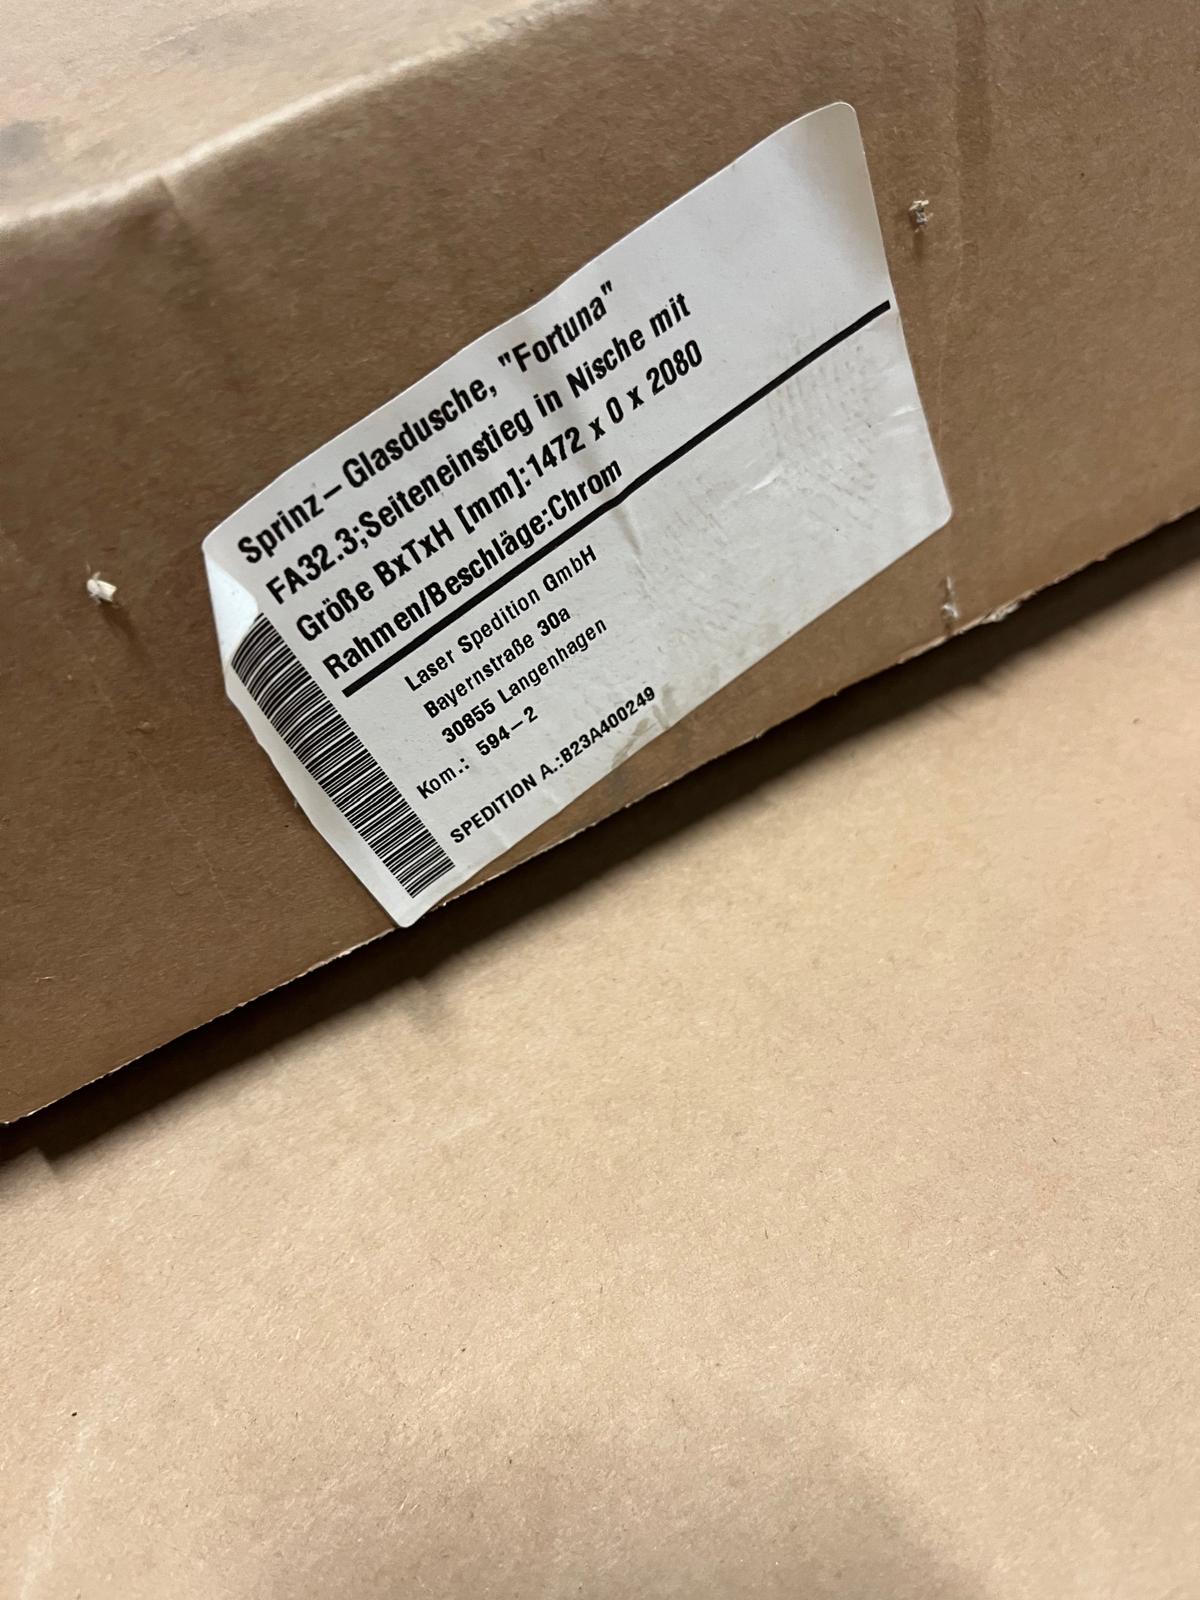 Sprinz-Glasdusche, "Fortuna"
FA32.3;Seiteneinstieg in Nische mit
Größe BxTxH [mm]:1472 x 0 x 2080
Rahmen/Beschläge:Chrom
Laser Spedition GmbH
Bayernstraße 30a
30855 Langenhagen
Kom.: 594-2
SPEDITION A.:B23A400249